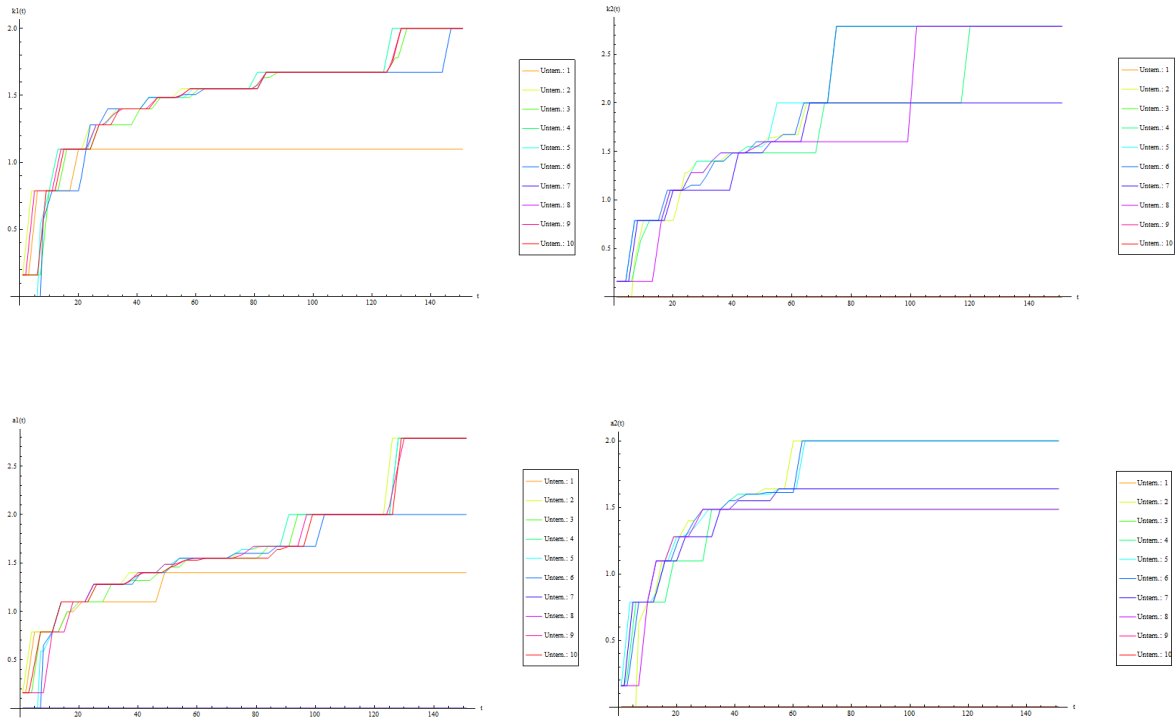 k1(t)
2.0
1.5
1.0
0.5
20 40 60 80 100 120 140 t
Untern.: 1
Untern.: 2
Untern.: 3
Untern.: 4
Untern.: 5
Untern.: 6
Untern.: 7
Untern.: 8
Untern.: 9
Untern.: 10
k2(t)
2.5
2.0
1.5
1.0
0.5
20 40 60 80 100 120 140 t
Untern.: 1
Untern.: 2
Untern.: 3
Untern.: 4
Untern.: 5
Untern.: 6
Untern.: 7
Untern.: 8
Untern.: 9
Untern.: 10
a1(t)
2.5
2.0
1.5
1.0
0.5
20 40 60 80 100 120 140 t
Untern.: 1
Untern.: 2
Untern.: 3
Untern.: 4
Untern.: 5
Untern.: 6
Untern.: 7
Untern.: 8
Untern.: 9
Untern.: 10
a2(t)
2.0
1.5
1.0
0.5
20 40 60 80 100 120 140 t
Untern.: 1
Untern.: 2
Untern.: 3
Untern.: 4
Untern.: 5
Untern.: 6
Untern.: 7
Untern.: 8
Untern.: 9
Untern.: 10